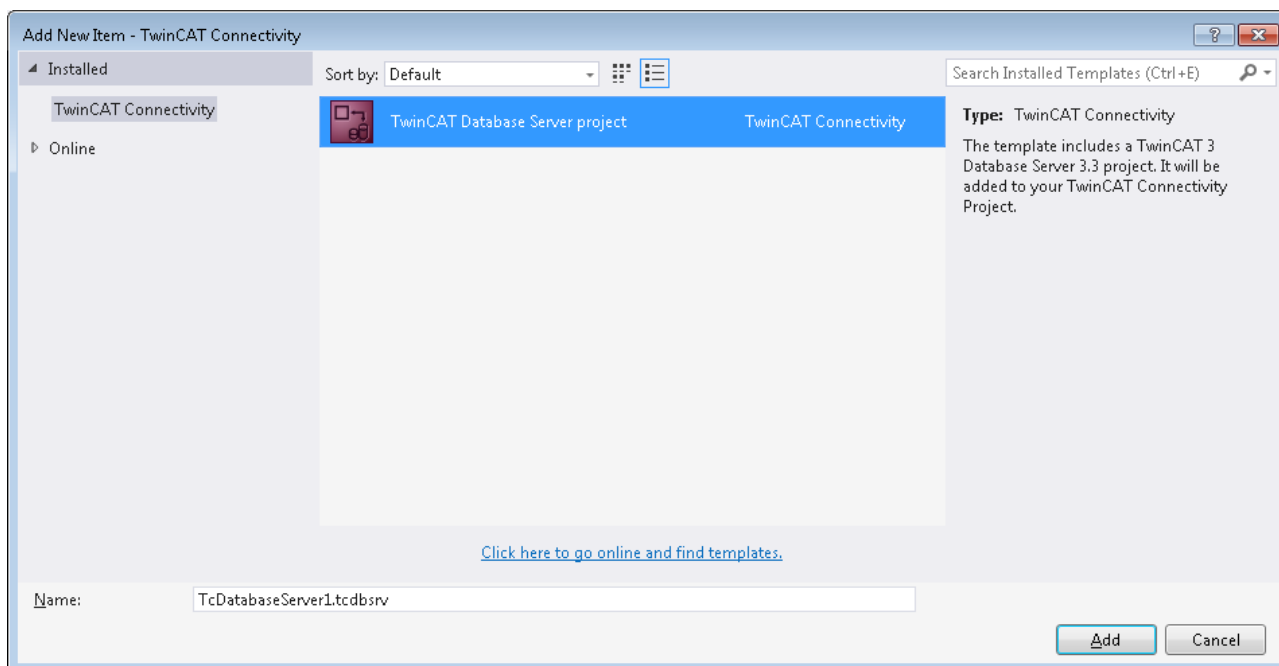 Add New Item - TwinCAT Connectivity
Installed
TwinCAT Connectivity
Online
Sort by: Default
TwinCAT Database Server project TwinCAT Connectivity
Search Installed Templates (Ctrl+E)
Type: TwinCAT Connectivity
The template includes a TwinCAT 3
Database Server 3.3 project. It will be
added to your TwinCAT Connectivity
Project.
Click here to go online and find templates.
Name: TcDatabaseServer1.tcdbsrv
Add Cancel